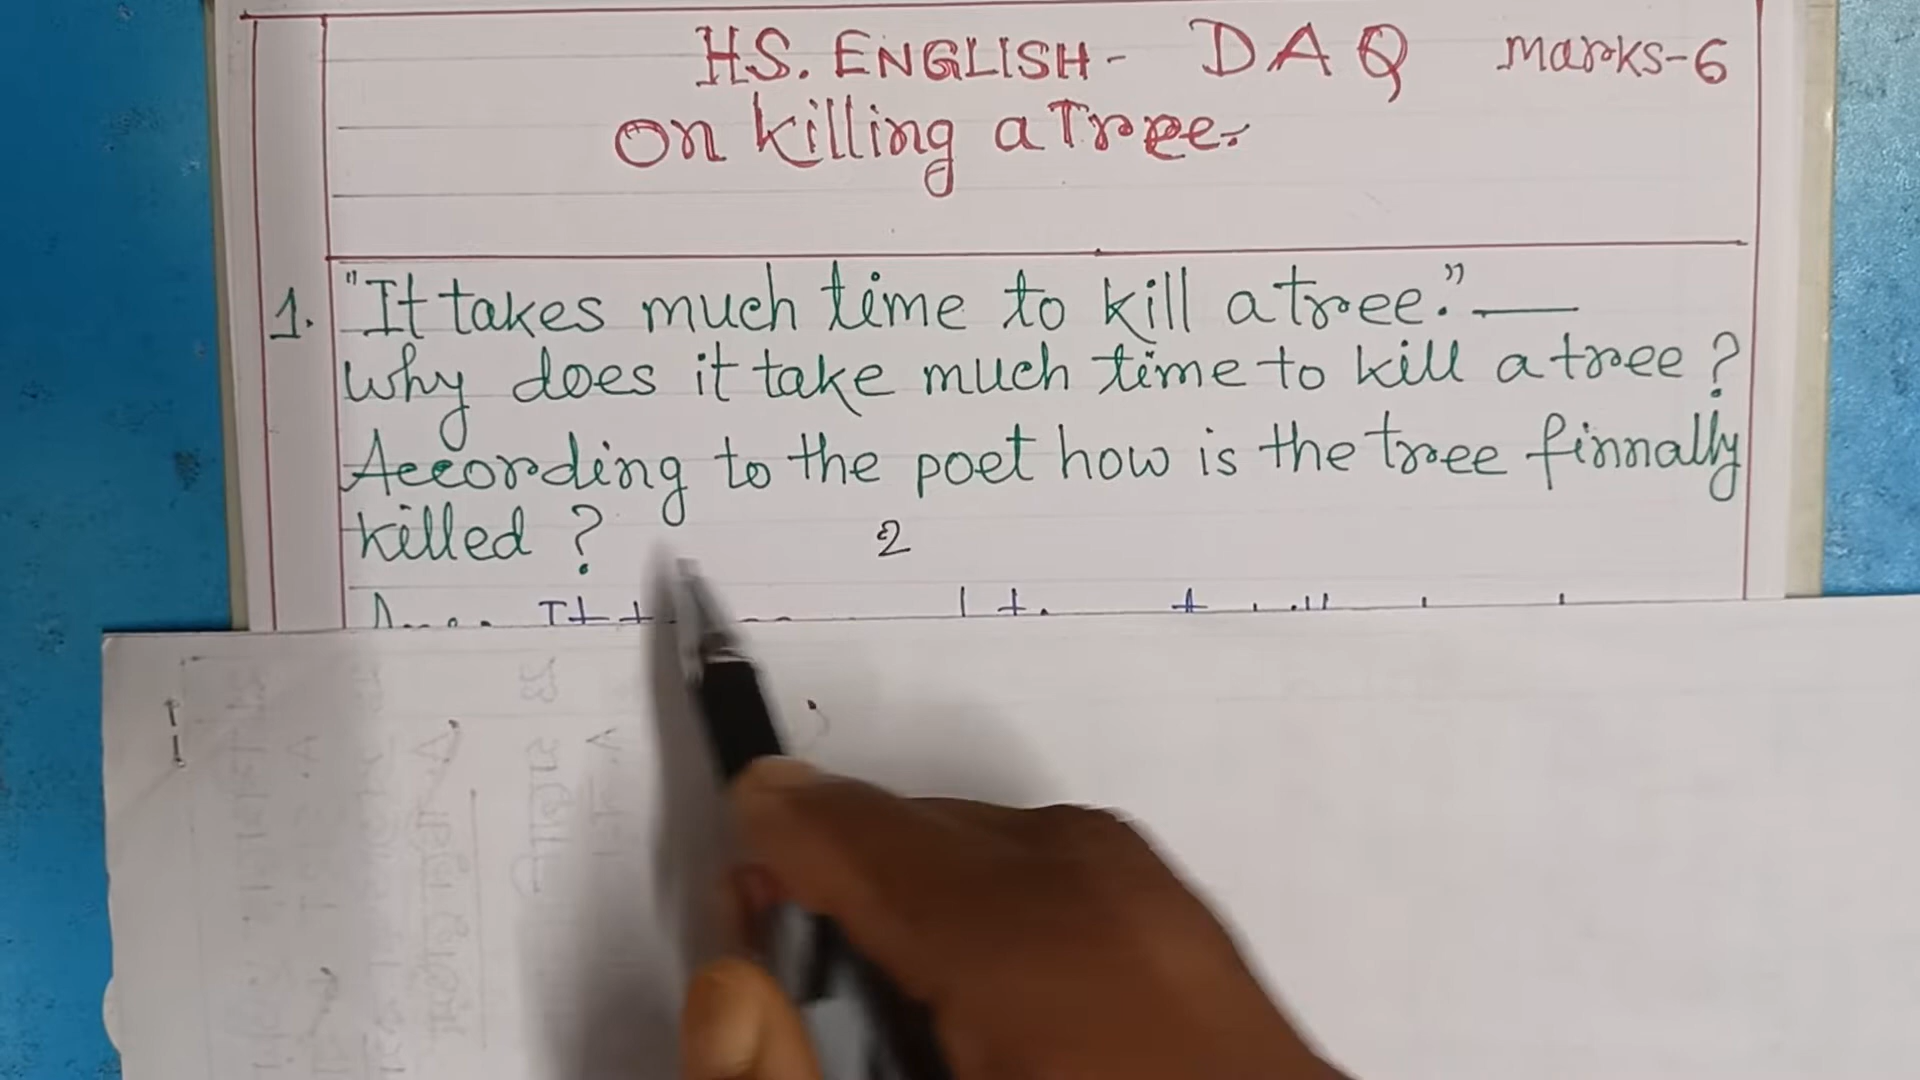 HS. ENGLISH - DAQ Marks-6
On Killing a Tree.
1. "It takes much time to kill a tree." —
Why does it take much time to kill a tree?
According to the poet how is the tree finnally
killed? 2